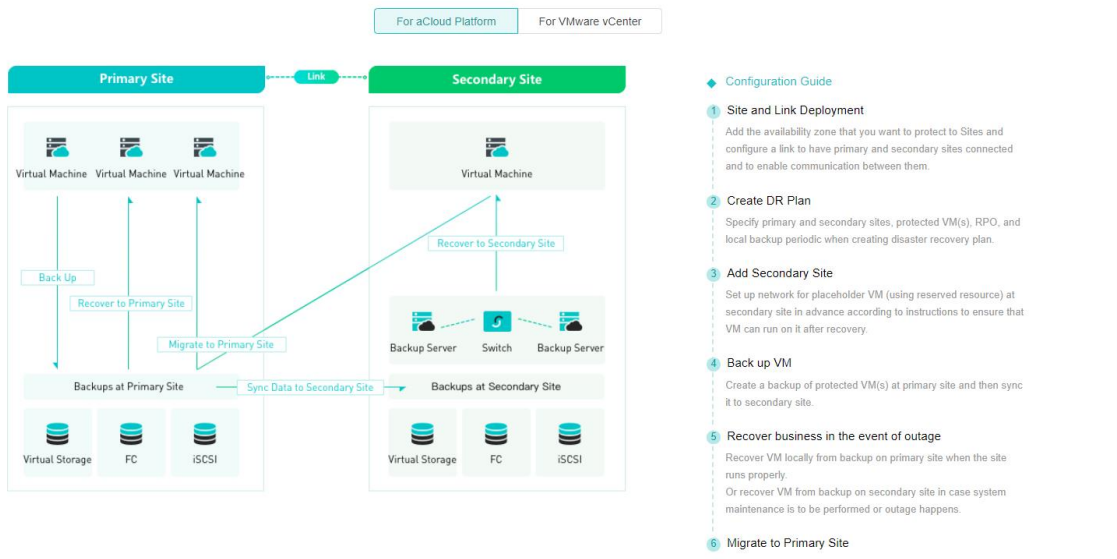 For aCloud Platform
For VMware vCenter
Primary Site
Link
Secondary Site
Virtual Machine
Virtual Machine
Virtual Machine
Virtual Machine
Back Up
Recover to Primary Site
Migrate to Primary Site
Recover to Secondary Site
Backup Server
Switch
Backup Server
Backups at Primary Site
Sync Data to Secondary Site
Backups at Secondary Site
Virtual Storage
FC
iSCSI
Virtual Storage
FC
iSCSI
Configuration Guide
1 Site and Link Deployment
Add the availability zone that you want to protect to Sites and
configure a link to have primary and secondary sites connected
and to enable communication between them.
2 Create DR Plan
Specify primary and secondary sites, protected VM(s), RPO, and
local backup periodic when creating disaster recovery plan.
3 Add Secondary Site
Set up network for placeholder VM (using reserved resource) at
secondary site in advance according to instructions to ensure that
VM can run on it after recovery.
4 Back up VM
Create a backup of protected VM(s) at primary site and then sync
it to secondary site.
5 Recover business in the event of outage
Recover VM locally from backup on primary site when the site
runs properly.
Or recover VM from backup on secondary site in case system
maintenance is to be performed or outage happens.
6 Migrate to Primary Site